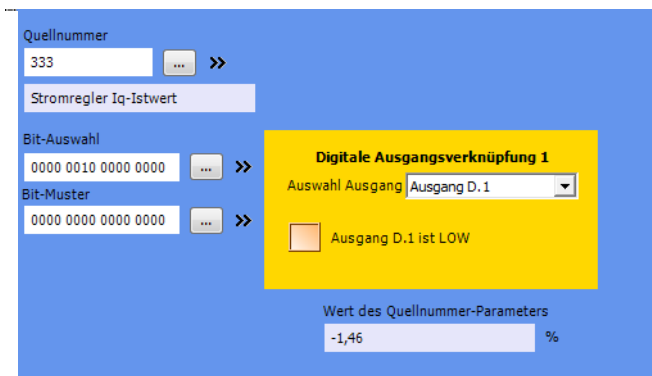 Quellnummer
333 ... »
Stromregler Iq-Istwert
Bit-Auswahl
0000 0010 0000 0000 ... »
Bit-Muster
0000 0000 0000 0000 ... »
Digitale Ausgangsverknüpfung 1
Auswahl Ausgang Ausgang D.1
Ausgang D.1 ist LOW
Wert des Quellnummer-Parameters
-1,46 %